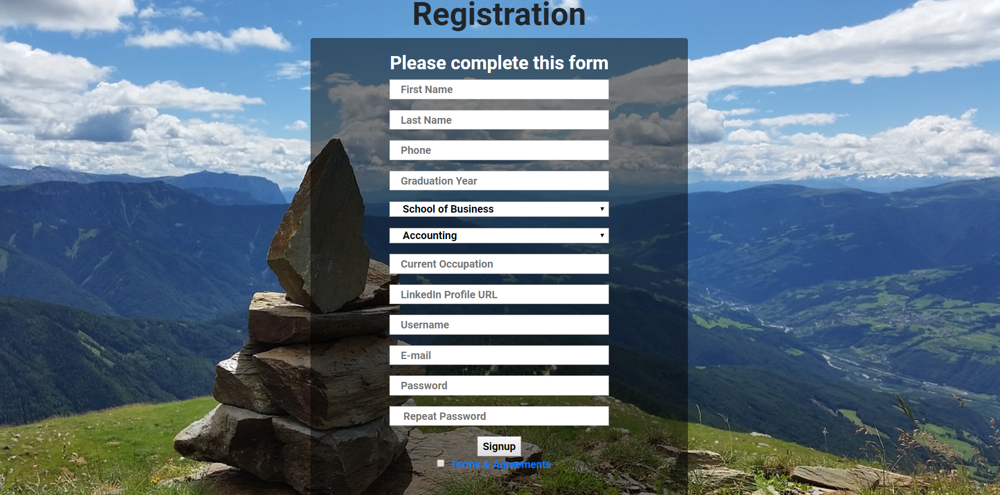 Registration
Please complete this form
First Name
Last Name
Phone
Graduation Year
School of Business
Accounting
Current Occupation
LinkedIn Profile URL
Username
E-mail
Password
Repeat Password
Signup
Terms & Agreements